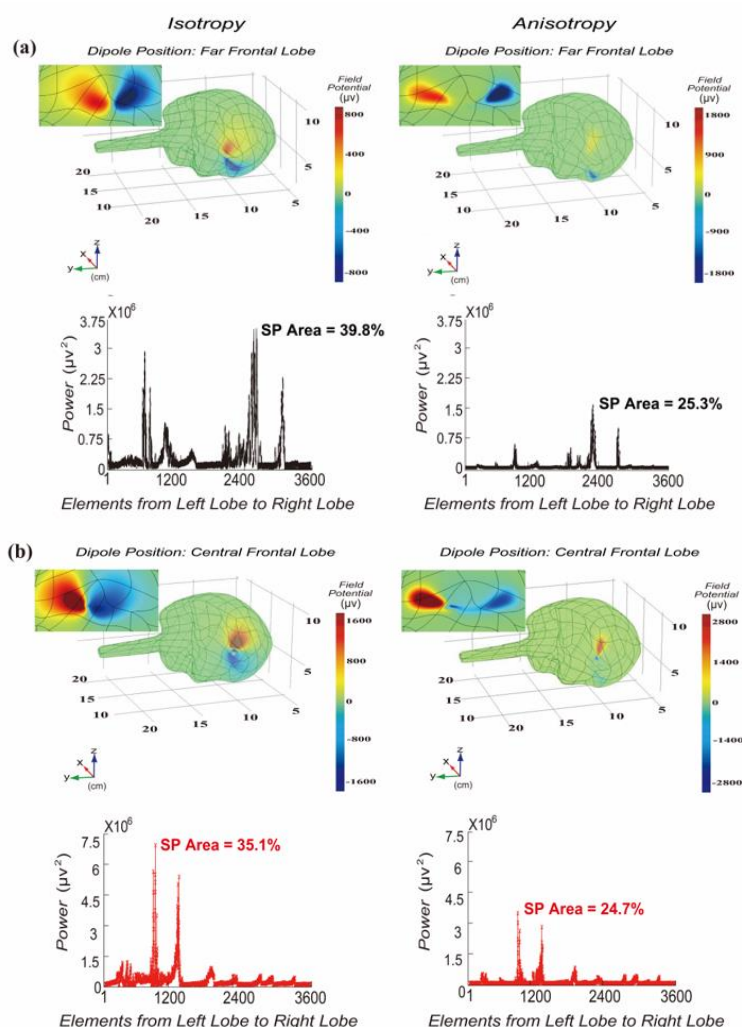 Isotropy
Anisotropy
(a)
Dipole Position: Far Frontal Lobe
Dipole Position: Far Frontal Lobe
Field
Potential
(μv)
800
400
0
-400
-800
10
5
20
15
10
20
15
10
5
z
x
y
(cm)
Field
Potential
(μv)
1800
900
0
-900
-1800
10
5
20
15
10
20
15
10
5
z
x
y
(cm)
X10⁶
3.75
3
2.25
1.5
0.75
0
Power (μv²)
SP Area = 39.8%
1 1200 2400 3600
Elements from Left Lobe to Right Lobe
X10⁶
3.75
3
2.25
1.5
0.75
0
Power (μv²)
SP Area = 25.3%
1 1200 2400 3600
Elements from Left Lobe to Right Lobe
(b)
Dipole Position: Central Frontal Lobe
Dipole Position: Central Frontal Lobe
Field
Potential
(μv)
1600
800
0
-800
-1600
10
5
20
15
10
20
15
10
5
z
x
y
(cm)
Field
Potential
(μv)
2800
1400
0
-1400
-2800
10
5
20
15
10
20
15
10
5
z
x
y
(cm)
X10⁶
7.5
6
4.5
3
1.5
0
Power (μv²)
SP Area = 35.1%
1 1200 2400 3600
Elements from Left Lobe to Right Lobe
X10⁶
7.5
6
4.5
3
1.5
0
Power (μv²)
SP Area = 24.7%
1 1200 2400 3600
Elements from Left Lobe to Right Lobe